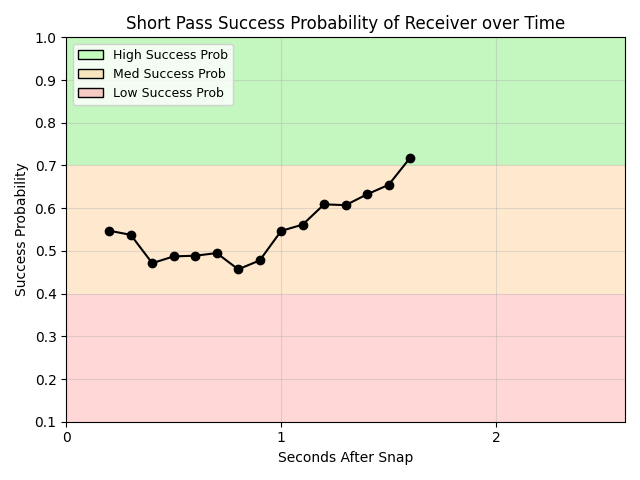 Short Pass Success Probability of Receiver over Time
High Success Prob
Med Success Prob
Low Success Prob
Success Probability
1.0
0.9
0.8
0.7
0.6
0.5
0.4
0.3
0.2
0.1
0 1 2
Seconds After Snap